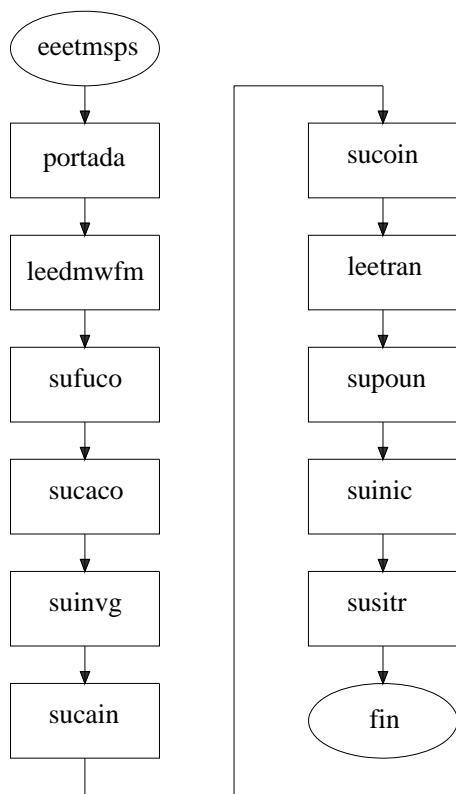 eeetmsps
portada
leedmwfm
sufuco
sucaco
suinvg
sucain
sucoin
leetran
supoun
suinic
susitr
fin